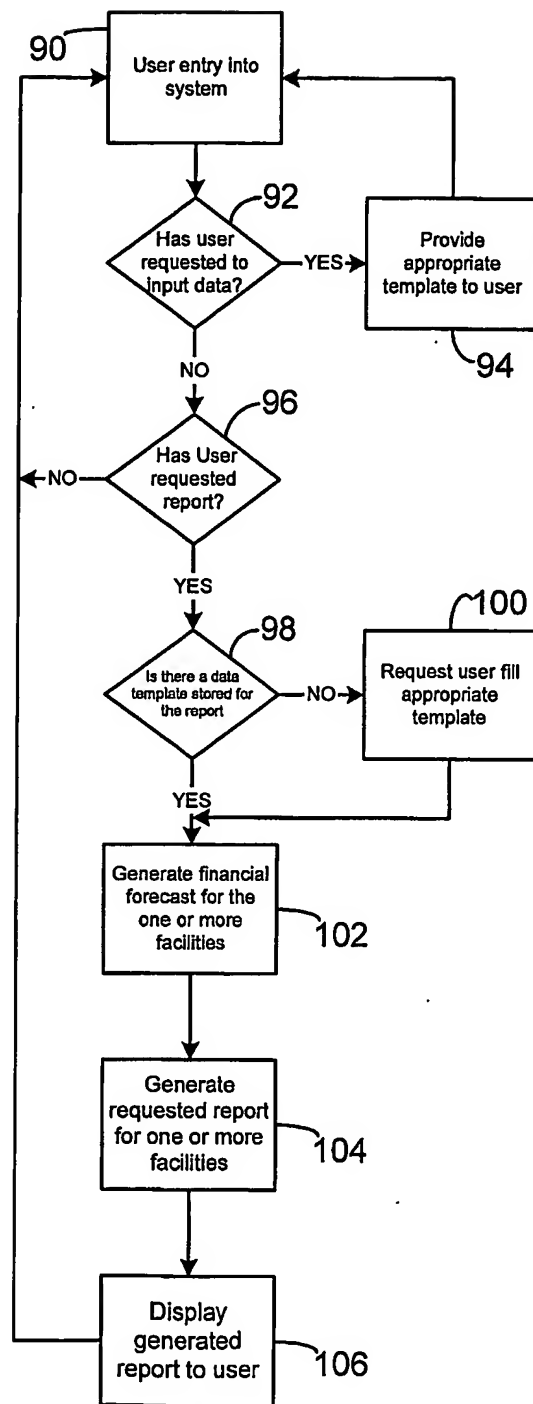 90
User entry into
system
92
Has user
requested to
input data?
YES
Provide
appropriate
template to user
94
NO
96
Has User
requested
report?
NO
YES
98
Is there a data
template stored for
the report
NO
100
Request user fill
appropriate
template
YES
Generate financial
forecast for the
one or more
facilities
102
Generate
requested report
for one or more
facilities
104
Display
generated
report to user
106